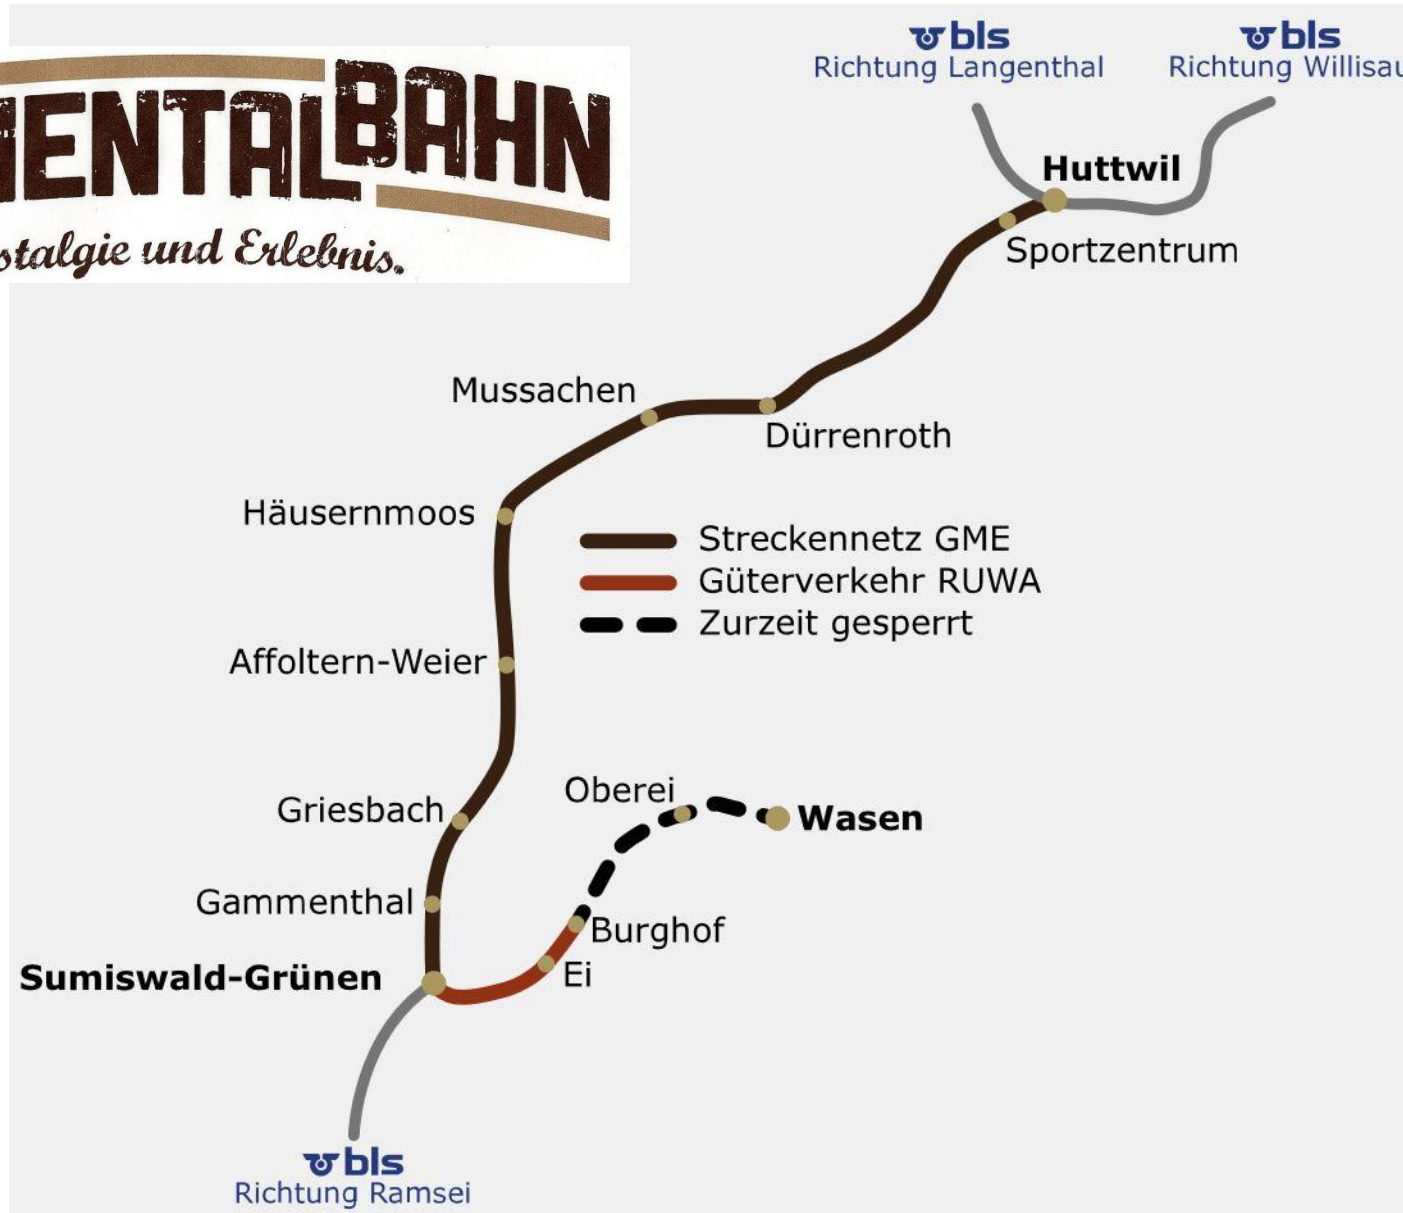 bls
Richtung Langenthal
bls
Richtung Willisau
MENTALBAHN
stalgie und Erlebnis.
Huttwil
Sportzentrum
Mussachen
Dürrenroth
Häusernmoos
Streckennetz GME
Güterverkehr RUWA
Zurzeit gesperrt
Affoltern-Weier
Oberei
Griesbach
Wasen
Gammenthal
Burghof
Sumiswald-Grünen
Ei
bls
Richtung Ramsei